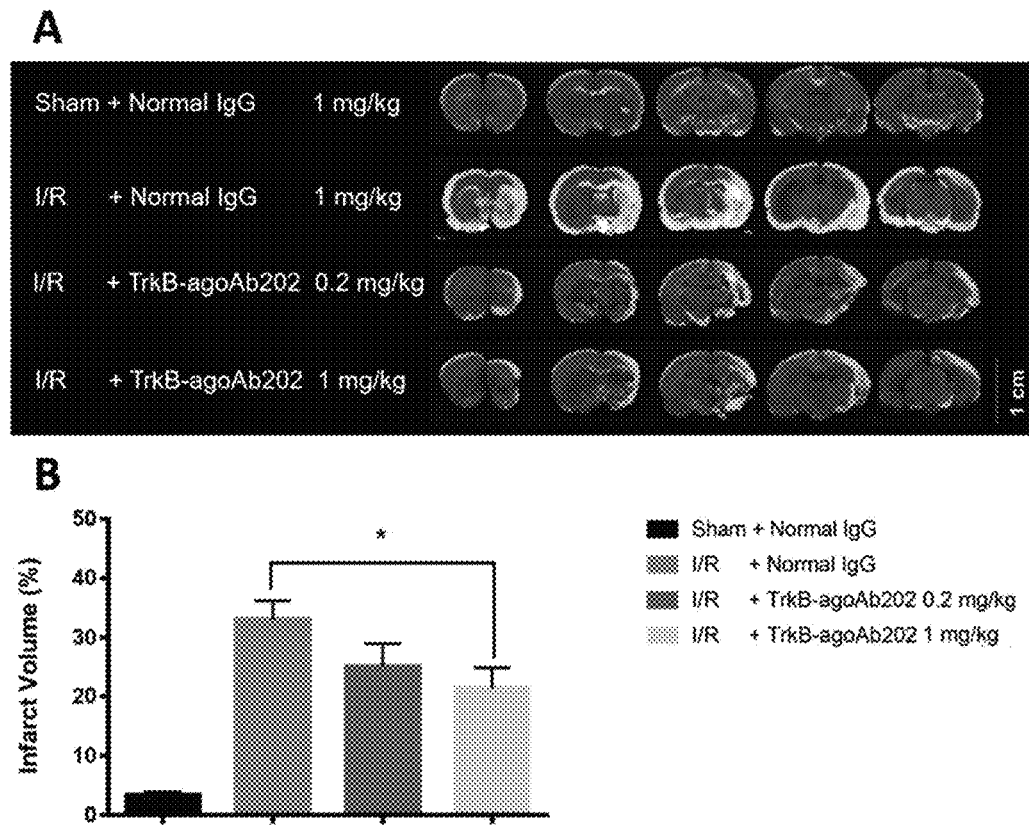 A
Sham + Normal IgG 1 mg/kg
I/R + Normal IgG 1 mg/kg
I/R + TrkB-agoAb202 0.2 mg/kg
I/R + TrkB-agoAb202 1 mg/kg
1 cm
B
Infarct Volume (%)
50
40
30
20
10
0
*
Sham + Normal IgG
I/R + Normal IgG
I/R + TrkB-agoAb202 0.2 mg/kg
I/R + TrkB-agoAb202 1 mg/kg